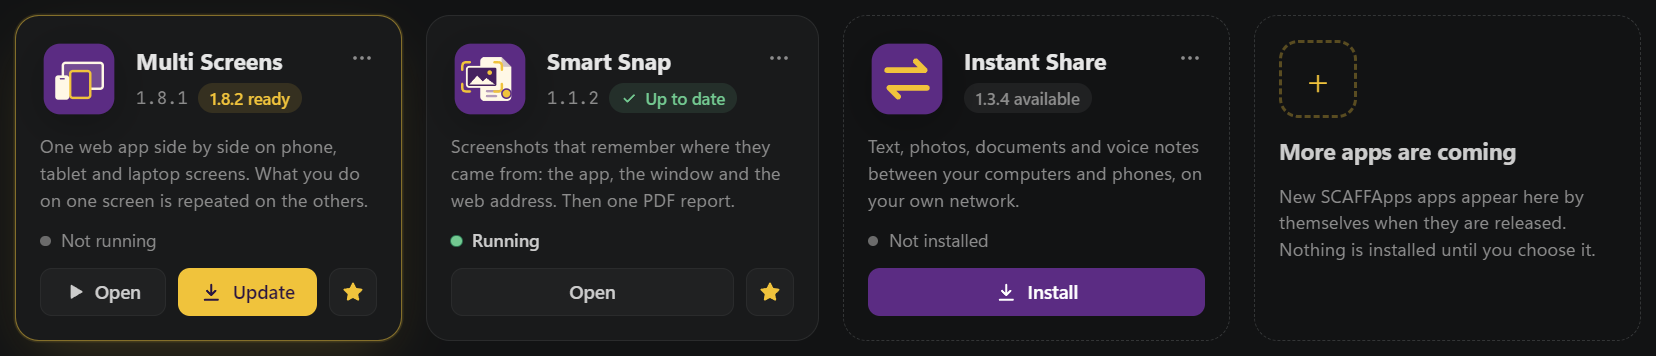 Multi Screens
1.8.1 1.8.2 ready
One web app side by side on phone,
tablet and laptop screens. What you do
on one screen is repeated on the others.
Not running
Open Update
Smart Snap
1.1.2 Up to date
Screenshots that remember where they
came from: the app, the window and the
web address. Then one PDF report.
Running
Open
Instant Share
1.3.4 available
Text, photos, documents and voice notes
between your computers and phones, on
your own network.
Not installed
Install
More apps are coming
New SCAFFApps apps appear here by
themselves when they are released.
Nothing is installed until you choose it.